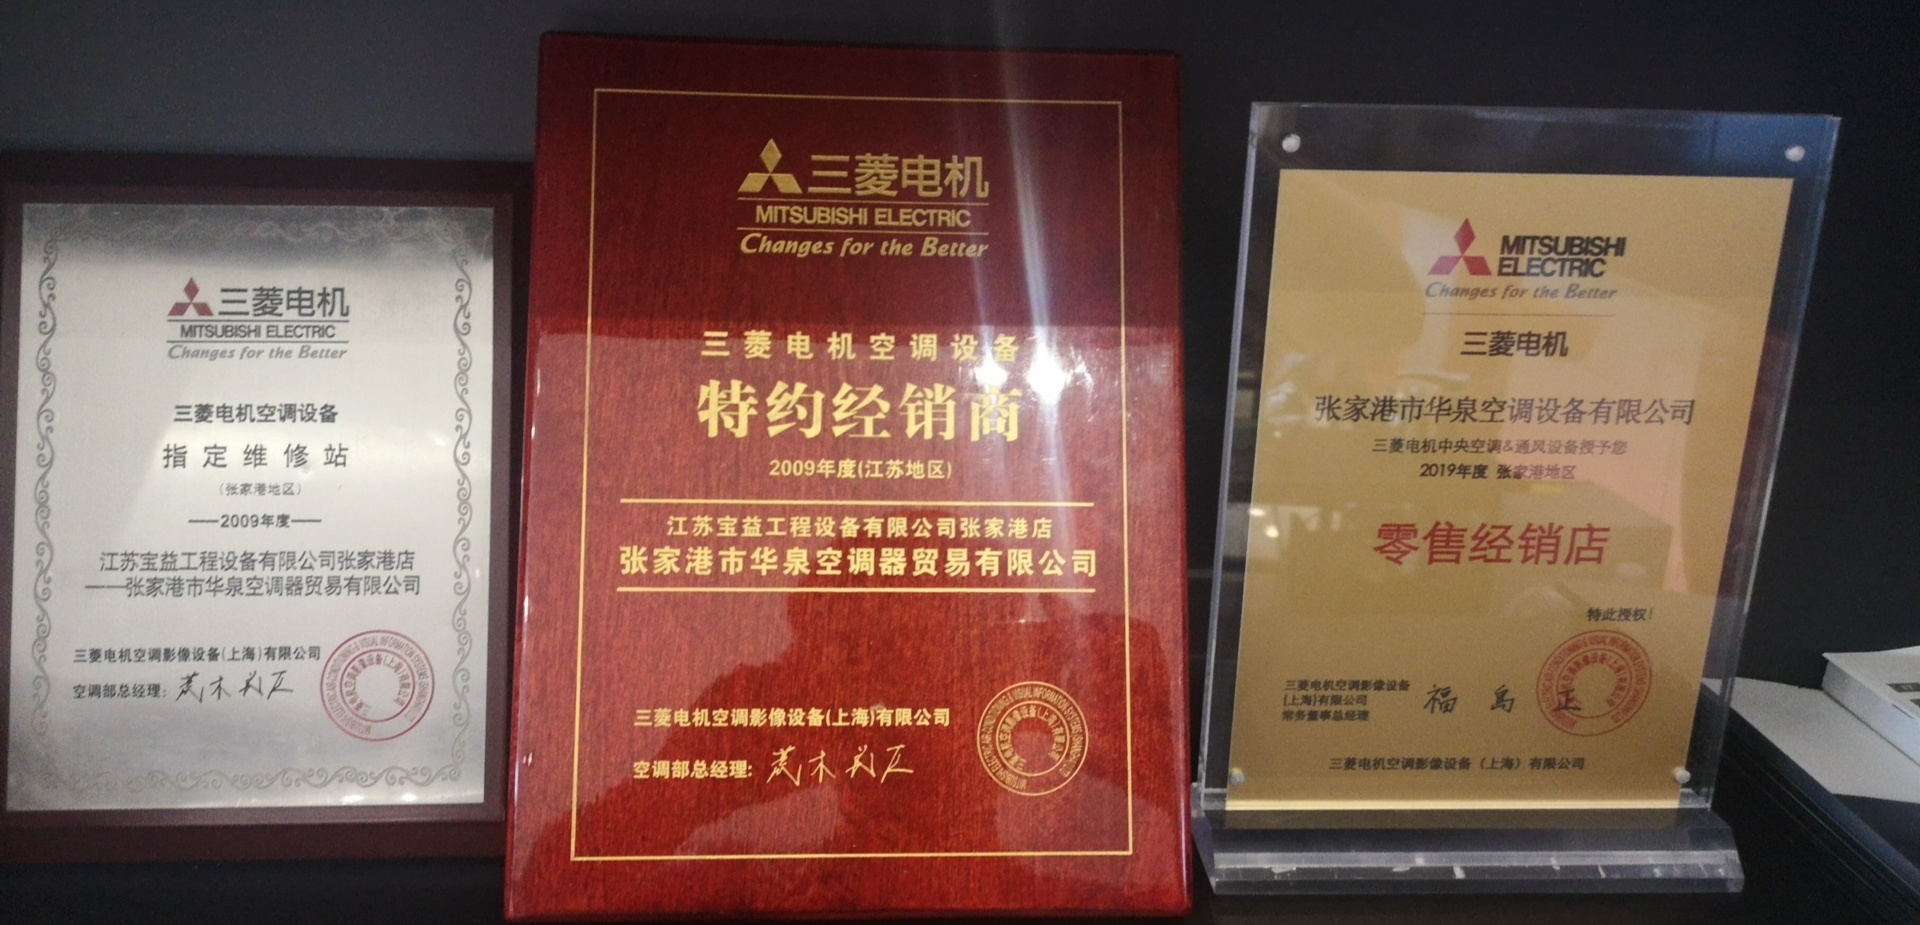 三菱电机
MITSUBISHI ELECTRIC
Changes for the Better
三菱电机空调设备
指定维修站
(张家港地区)
——2009年度——
江苏宝益工程设备有限公司张家港店
——张家港市华泉空调器贸易有限公司
三菱电机空调影像设备(上海)有限公司
空调部总经理:
三菱电机
MITSUBISHI ELECTRIC
Changes for the Better
三菱电机空调设备
特约经销商
2009年度(江苏地区)
江苏宝益工程设备有限公司张家港店
张家港市华泉空调器贸易有限公司
三菱电机空调影像设备(上海)有限公司
空调部总经理:
MITSUBISHI
ELECTRIC
Changes for the Better
三菱电机
张家港市华泉空调设备有限公司
三菱电机中央空调&通风设备授予您
2019年度 张家港地区
零售经销店
特此授权!
三菱电机空调影像设备
(上海)有限公司
常务董事总经理
福島 正
三菱电机空调影像设备（上海）有限公司